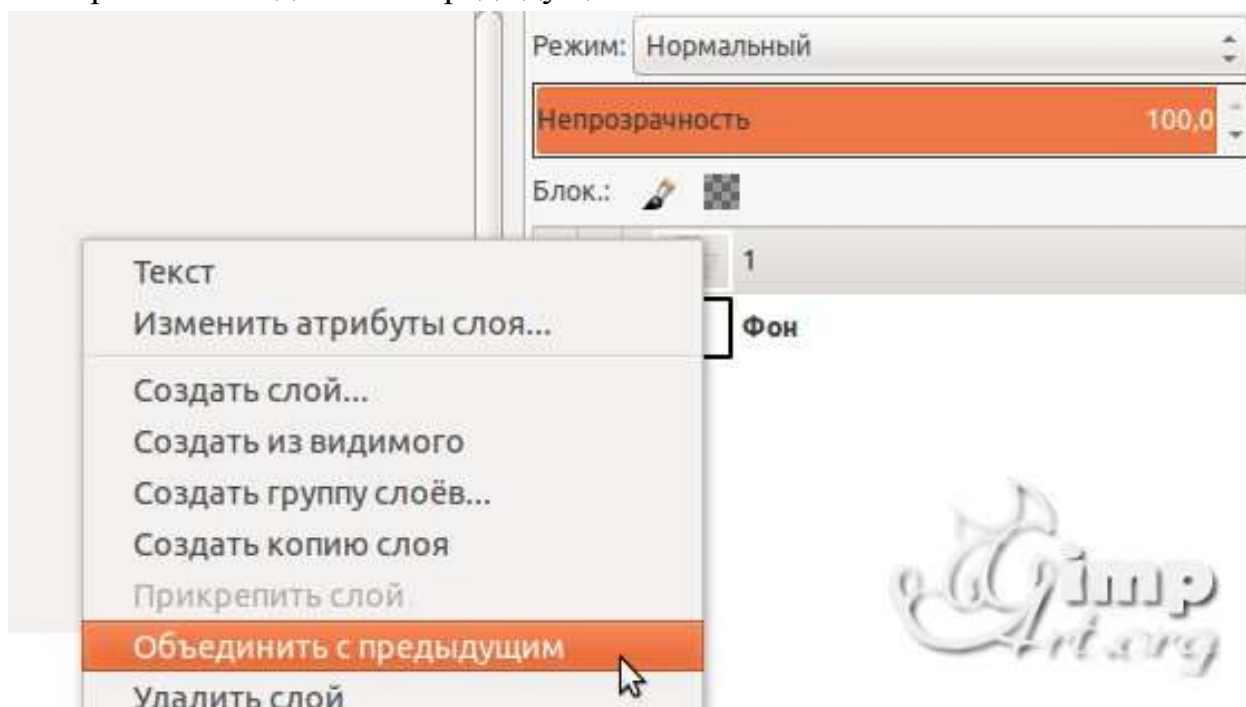 Режим: Нормальный
Непрозрачность 100,0
Блок.:
1
Фон
Текст
Изменить атрибуты слоя...
Создать слой...
Создать из видимого
Создать группу слоёв...
Создать копию слоя
Прикрепить слой
Объединить с предыдущим
Удалить слой
Gimp
Art.org